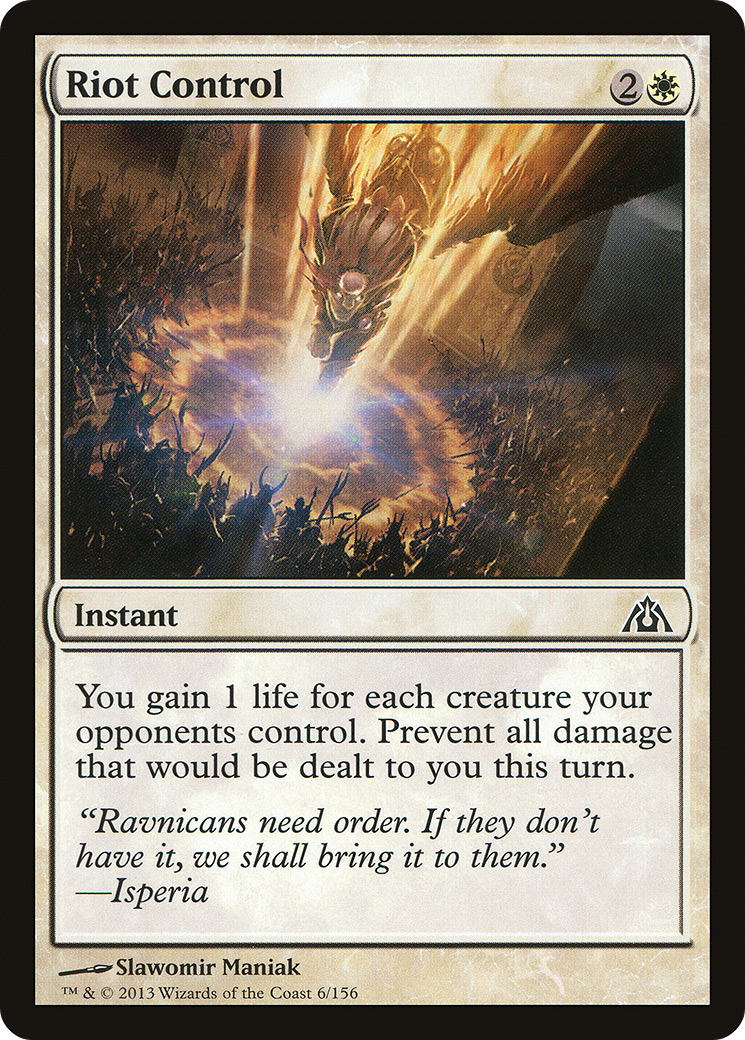 Riot Control
2
Instant
You gain 1 life for each creature your
opponents control. Prevent all damage
that would be dealt to you this turn.
“Ravnicans need order. If they don’t
have it, we shall bring it to them.”
—Isperia
Slawomir Maniak
™ & © 2013 Wizards of the Coast 6/156